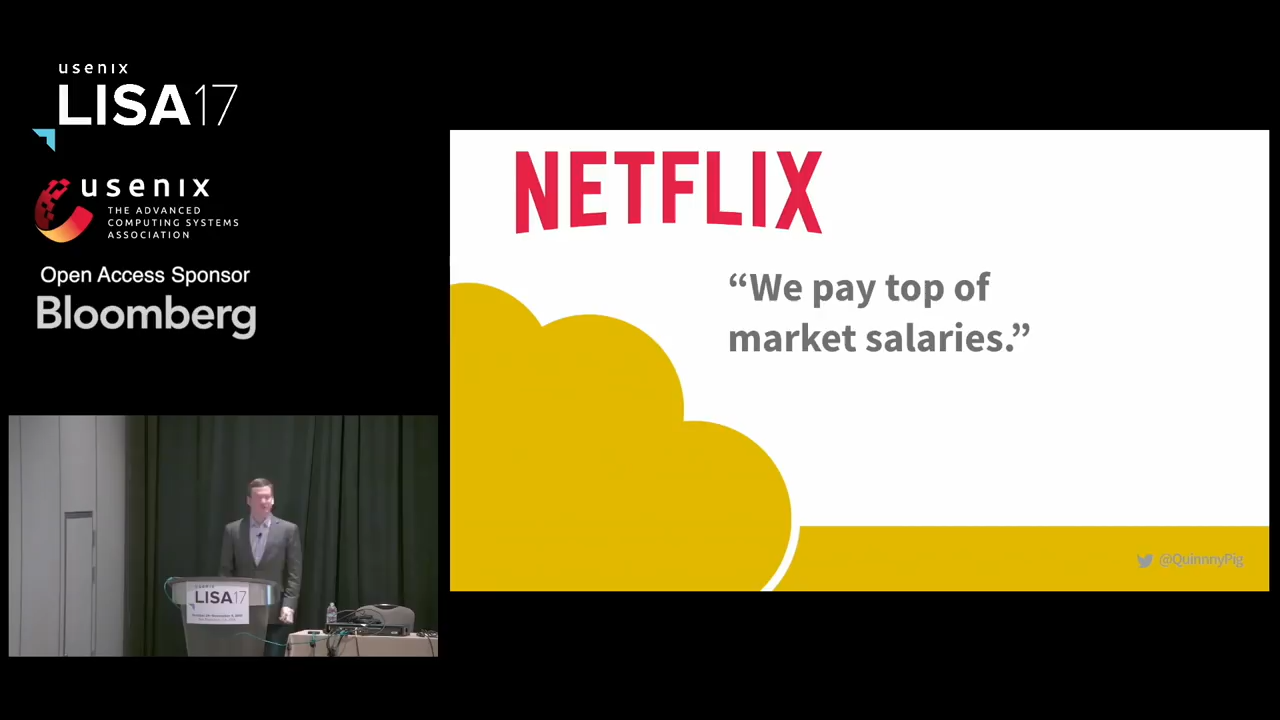 usenix
LISA17
usenix
THE ADVANCED
COMPUTING SYSTEMS
ASSOCIATION
Open Access Sponsor
Bloomberg
NETFLIX
“We pay top of
market salaries.”
@QuinnyPig
LISA17